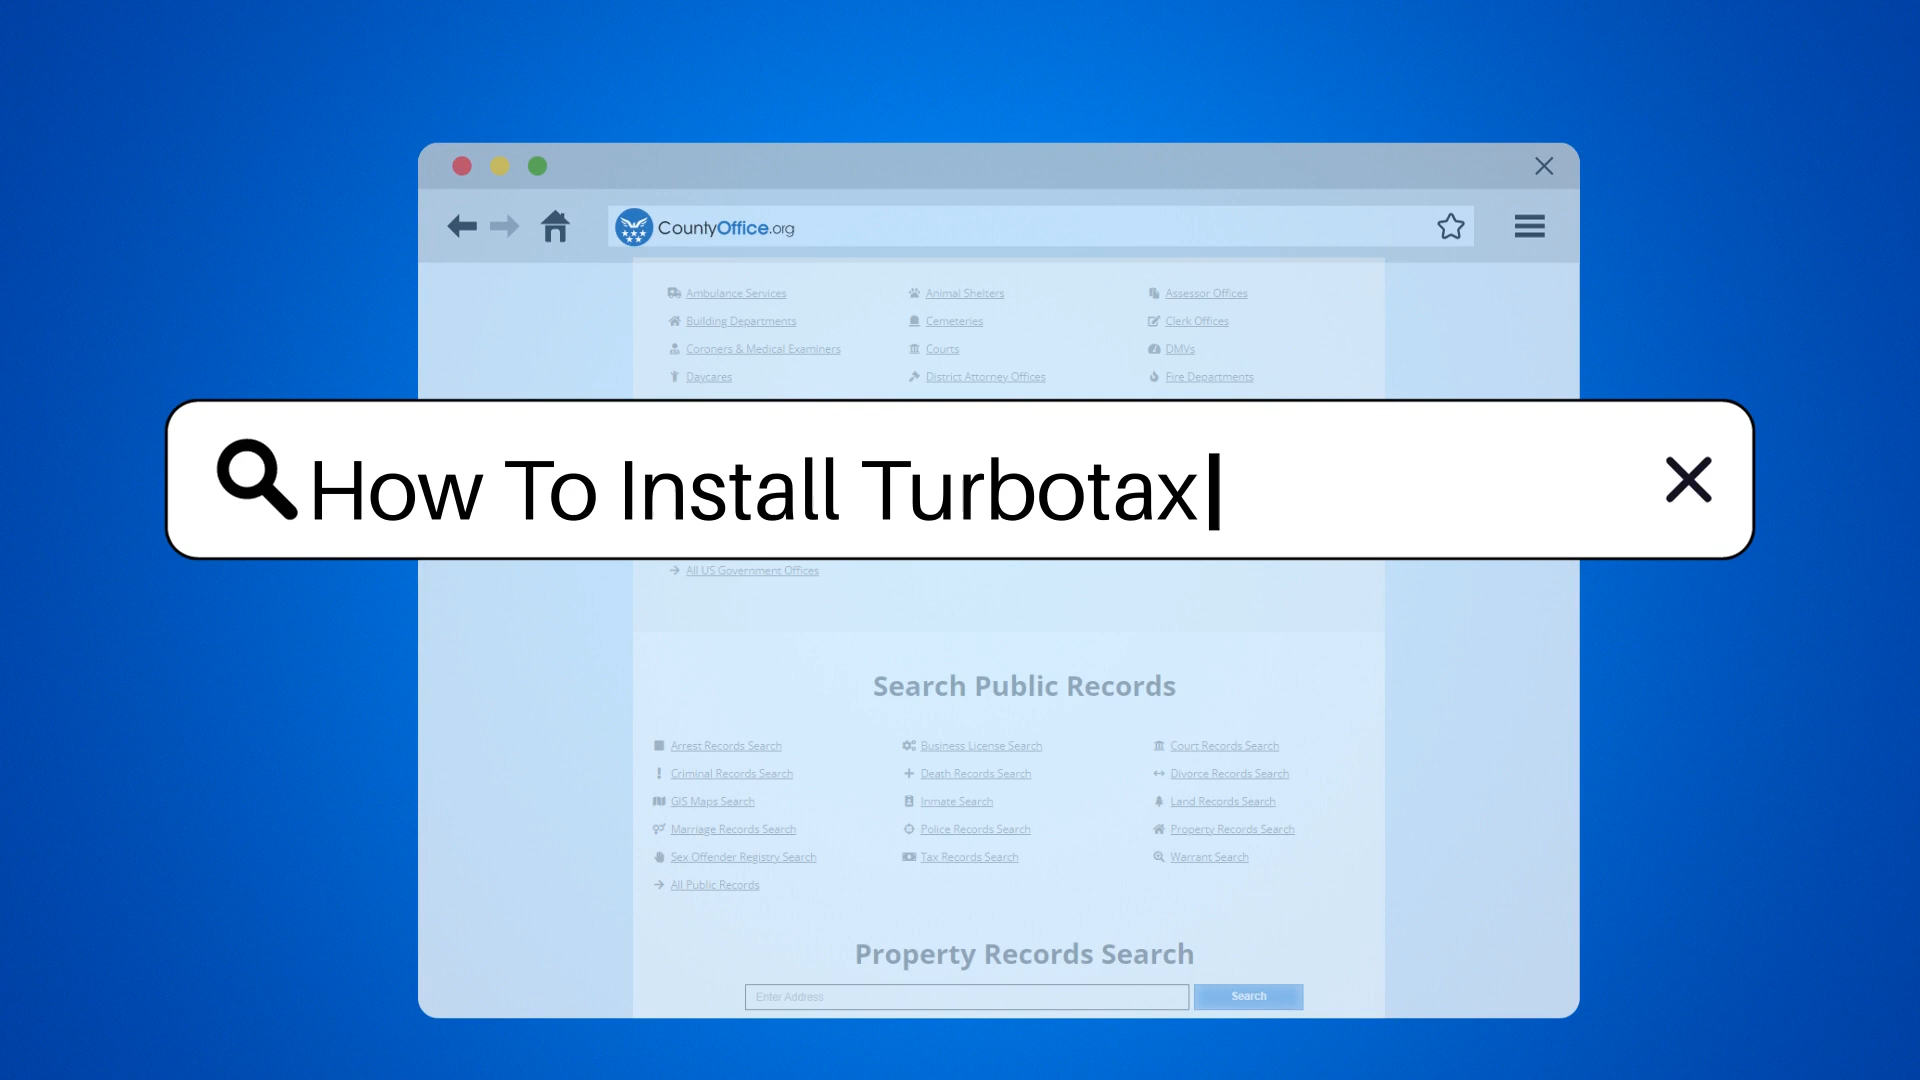 CountyOffice.org
Ambulance Services Animal Shelters Assessor Offices
Building Departments Cemeteries Clerk Offices
Coroners & Medical Examiners Courts DMVs
Daycares District Attorney Offices Fire Departments
How To Install Turbotax
All US Government Offices
Search Public Records
Arrest Records Search Business License Search Court Records Search
Criminal Records Search Death Records Search Divorce Records Search
GIS Maps Search Inmate Search Land Records Search
Marriage Records Search Police Records Search Property Records Search
Sex Offender Registry Search Tax Records Search Warrant Search
All Public Records
Property Records Search
Enter Address Search